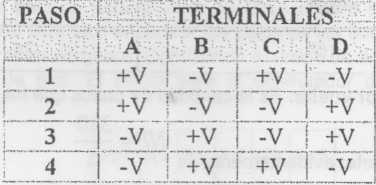 PASO TERMINALES
A B C D
1 +V -V +V -V
2 +V -V -V +V
3 -V +V -V +V
4 -V +V +V -V